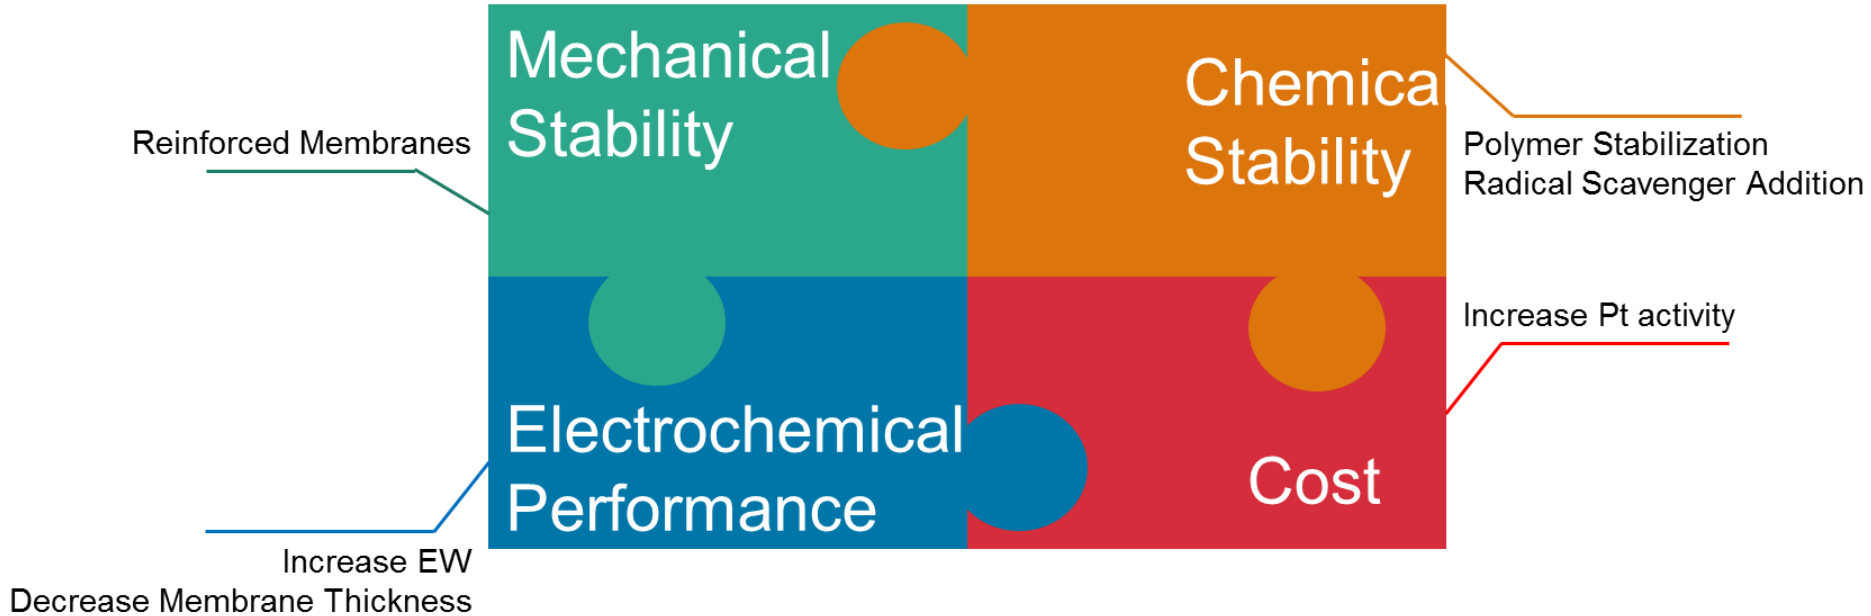 Mechanical
Stability
Chemical
Stability
Reinforced Membranes
Polymer Stabilization
Radical Scavenger Addition
Increase Pt activity
Electrochemical
Performance
Cost
Increase EW
Decrease Membrane Thickness